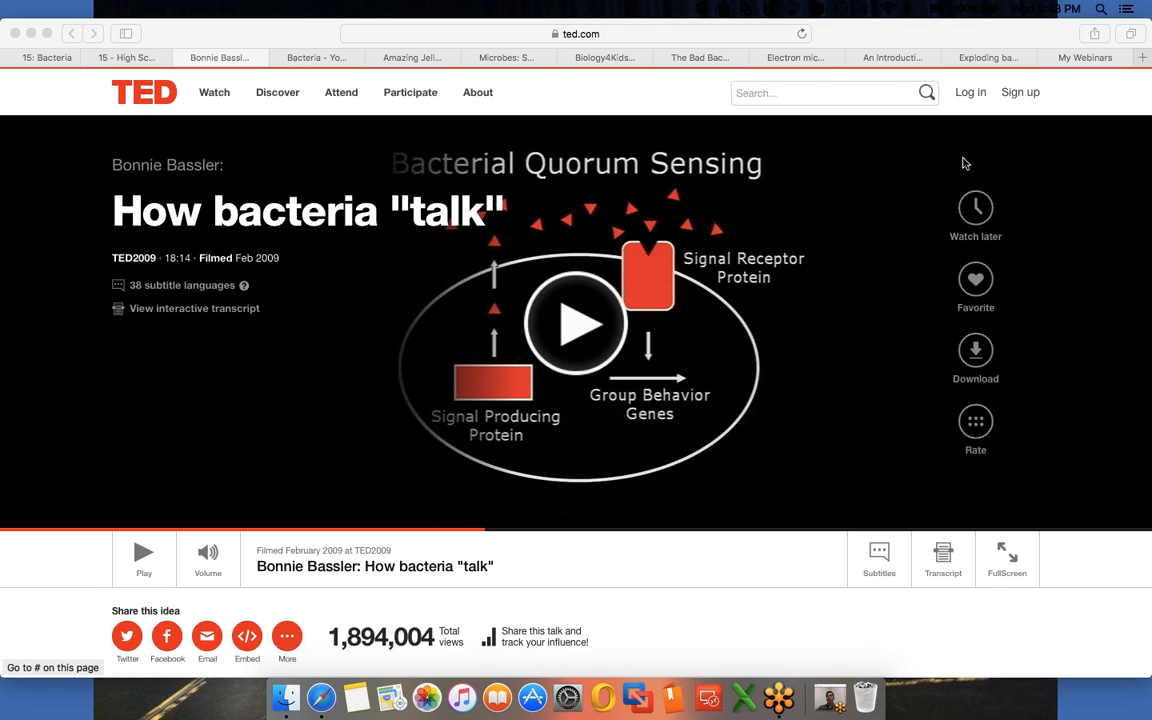 Wed 2:43 PM
ted.com
15: Bacteria
15 - High Sc...
Bonnie Bassl...
Bacteria - Yo...
Amazing Jell...
Microbes: S...
Biology4Kids...
The Bad Bac...
Electron mic...
An Introducti...
Exploding ba...
My Webinars
TED
Watch
Discover
Attend
Participate
About
Search...
Log in
Sign up
Bonnie Bassler:
How bacteria "talk"
TED2009 · 18:14 · Filmed Feb 2009
38 subtitle languages
View interactive transcript
Bacterial Quorum Sensing
Signal Receptor
Protein
Signal Producing
Protein
Group Behavior
Genes
Watch later
Favorite
Download
Rate
Play
Volume
Filmed February 2009 at TED2009
Bonnie Bassler: How bacteria "talk"
Subtitles
Transcript
FullScreen
Share this idea
Twitter
Facebook
Email
Embed
More
1,894,004
Total
views
Share this talk and
track your influence!
Go to # on this page